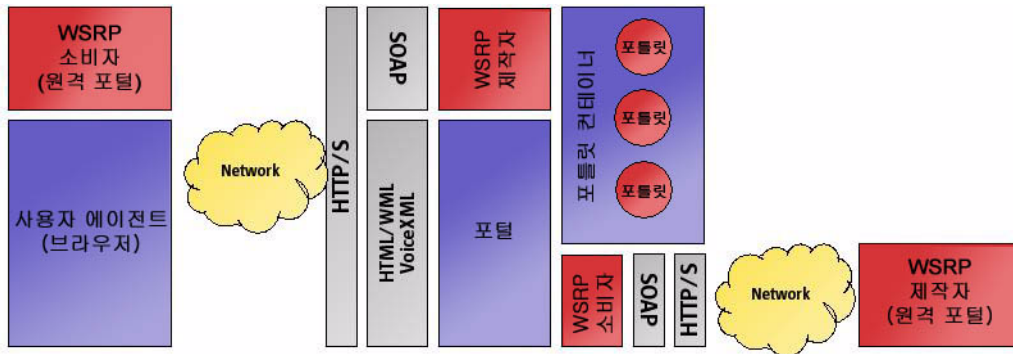 WSRP
소비자
(원격 포털)
사용자 에이전트
(브라우저)
Network
HTTP/S
SOAP
HTML/WML
VoiceXML
WSRP
제작자
포털
포틀릿 컨테이너
포틀릿
포틀릿
포틀릿
WSRP
소비자
SOAP
HTTP/S
Network
WSRP
제작자
(원격 포털)